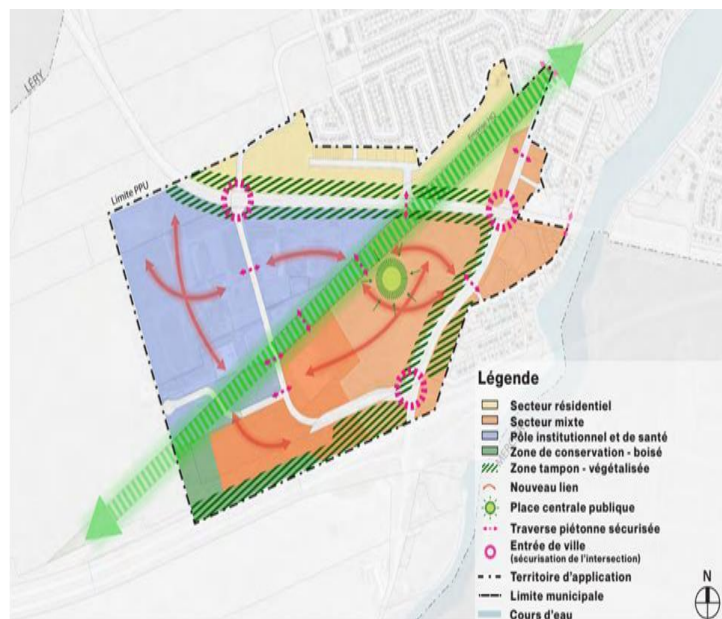 LÉRY
Limite PPU
Légende
Secteur résidentiel
Secteur mixte
Pôle institutionnel et de santé
Zone de conservation - boisé
Zone tampon - végétalisée
Nouveau lien
Place centrale publique
Traverse piétonne sécurisée
Entrée de ville
(sécurisation de l'intersection)
Territoire d'application
Limite municipale
Cours d'eau
N